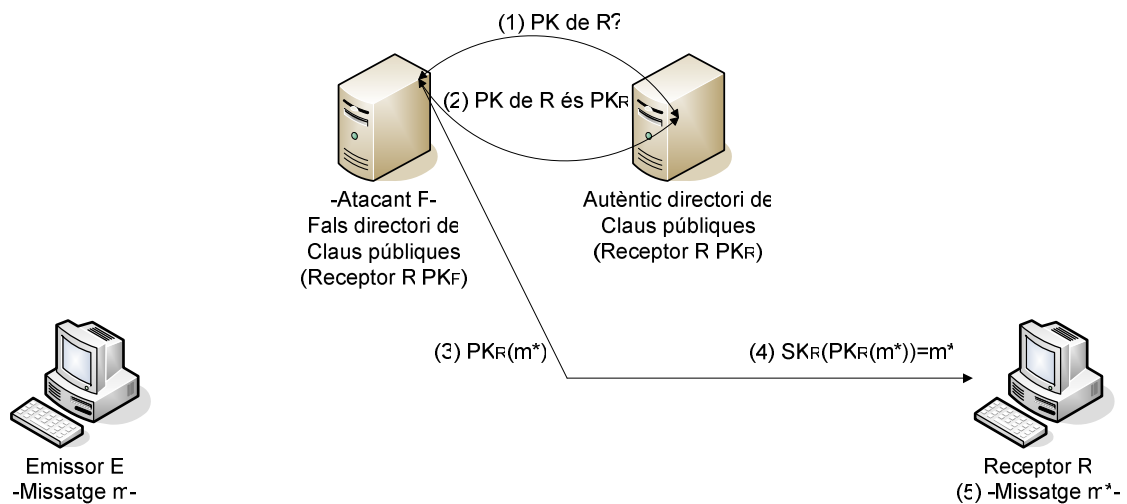 (1) PK de R?
(2) PK de R és PKR
-Atacant F-
Fals directori de
Claus públiques
(Receptor R PKF)
Autèntic directori de
Claus públiques
(Receptor R PKR)
(3) PKR(m*)
(4) SKR(PKR(m*))=m*
Emissor E
-Missatge m-
Receptor R
(5) -Missatge m*-